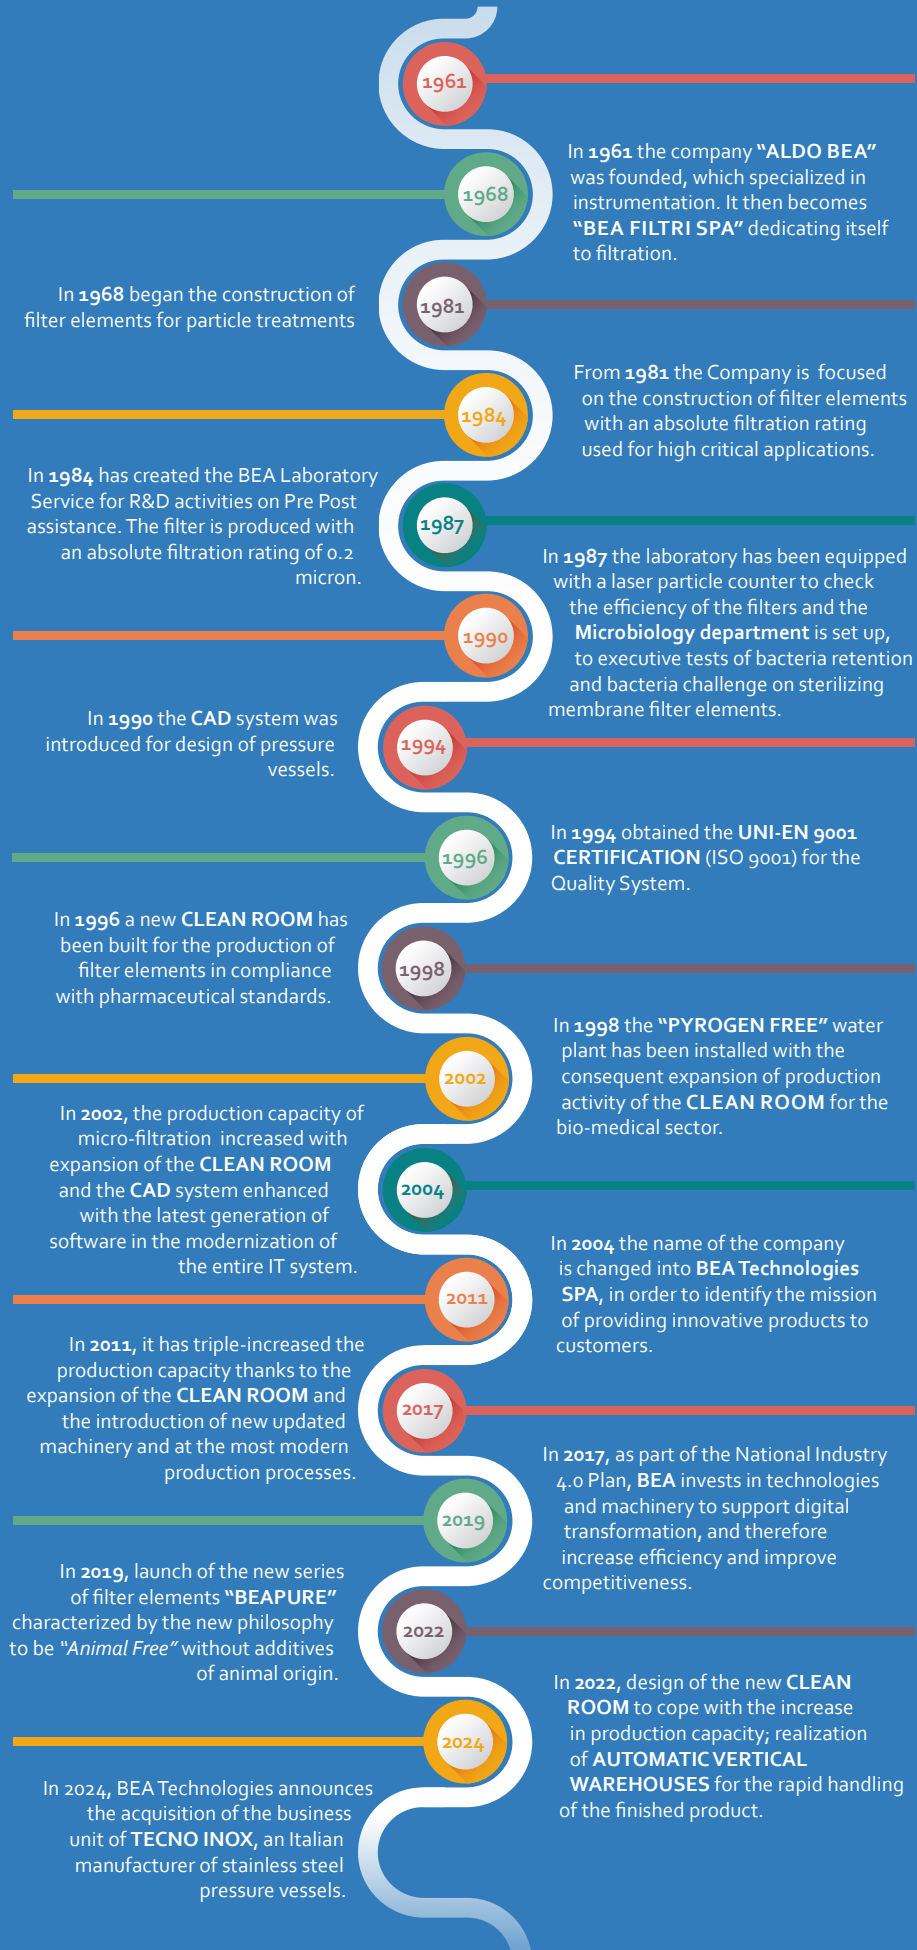 1961
In 1961 the company “ALDO BEA”
was founded, which specialized in
instrumentation. It then becomes
“BEA FILTRI SPA” dedicating itself
to filtration.
1968
In 1968 began the construction of
filter elements for particle treatments
1981
From 1981 the Company is focused
on the construction of filter elements
with an absolute filtration rating
used for high critical applications.
1984
In 1984 has created the BEA Laboratory
Service for R&D activities on Pre Post
assistance. The filter is produced with
an absolute filtration rating of 0.2
micron.
1987
In 1987 the laboratory has been equipped
with a laser particle counter to check
the efficiency of the filters and the
Microbiology department is set up,
to executive tests of bacteria retention
and bacteria challenge on sterilizing
membrane filter elements.
1990
In 1990 the CAD system was
introduced for design of pressure
vessels.
1994
In 1994 obtained the UNI-EN 9001
CERTIFICATION (ISO 9001) for the
Quality System.
1996
In 1996 a new CLEAN ROOM has
been built for the production of
filter elements in compliance
with pharmaceutical standards.
1998
In 1998 the “PYROGEN FREE” water
plant has been installed with the
consequent expansion of production
activity of the CLEAN ROOM for the
bio-medical sector.
2002
In 2002, the production capacity of
micro-filtration increased with
expansion of the CLEAN ROOM
and the CAD system enhanced
with the latest generation of
software in the modernization of
the entire IT system.
2004
In 2004 the name of the company
is changed into BEA Technologies
SPA, in order to identify the mission
of providing innovative products to
customers.
2011
In 2011, it has triple-increased the
production capacity thanks to the
expansion of the CLEAN ROOM and
the introduction of new updated
machinery and at the most modern
production processes.
2017
In 2017, as part of the National Industry
4.0 Plan, BEA invests in technologies
and machinery to support digital
transformation, and therefore
increase efficiency and improve
competitiveness.
2019
In 2019, launch of the new series
of filter elements “BEAPURE”
characterized by the new philosophy
to be “Animal Free” without additives
of animal origin.
2022
In 2022, design of the new CLEAN
ROOM to cope with the increase
in production capacity; realization
of AUTOMATIC VERTICAL
WAREHOUSES for the rapid handling
of the finished product.
2024
In 2024, BEA Technologies announces
the acquisition of the business
unit of TECNO INOX, an Italian
manufacturer of stainless steel
pressure vessels.